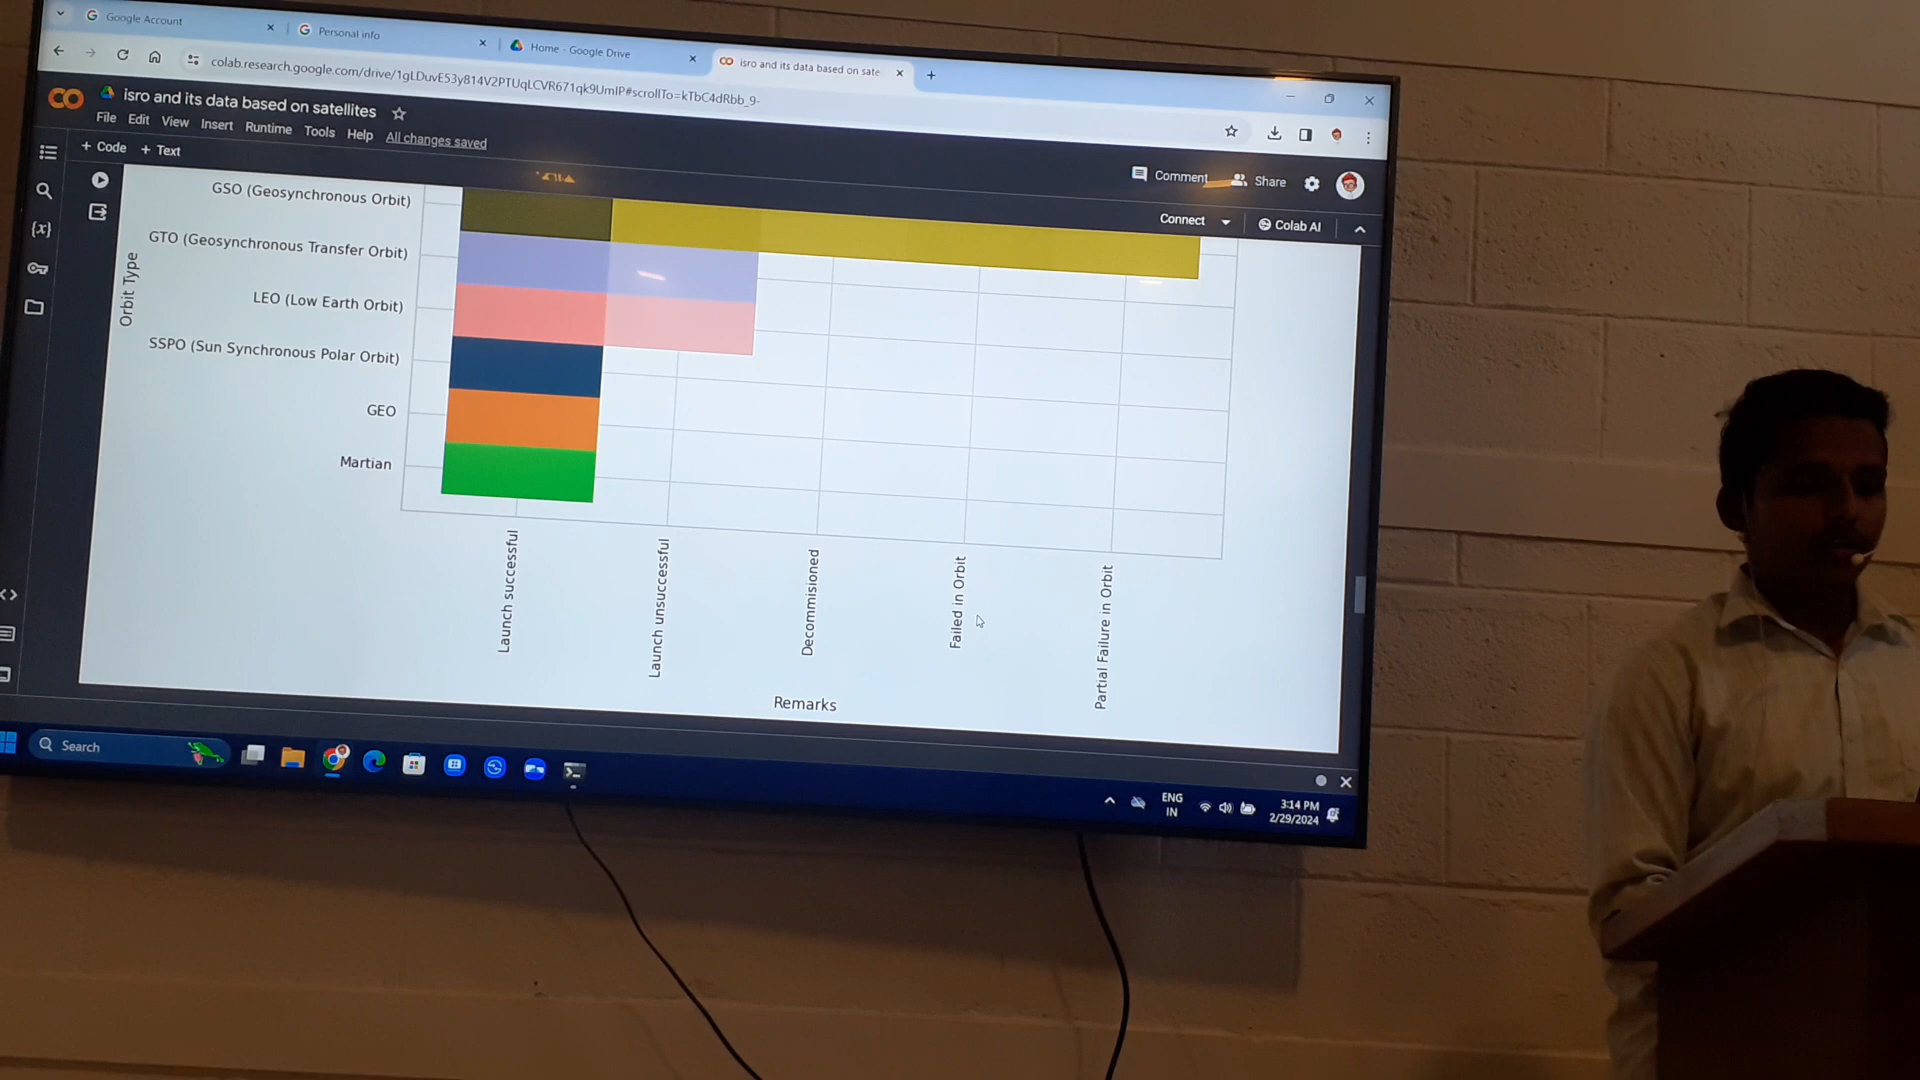 Google Account
Personal info
Home - Google Drive
isro and its data based on sate
colab.research.google.com/drive/1gLDuvE53y814V2PTUqLCVR671qk9UmIP#scrollTo=kTbC4dRbb_9-
isro and its data based on satellites
File Edit View Insert Runtime Tools Help All changes saved
Comment Share
+ Code + Text
Connect Colab AI
GSO (Geosynchronous Orbit)
GTO (Geosynchronous Transfer Orbit)
LEO (Low Earth Orbit)
SSPO (Sun Synchronous Polar Orbit)
GEO
Martian
Orbit Type
Launch successful
Launch unsuccessful
Decommisioned
Failed in Orbit
Partial Failure in Orbit
Remarks
Search
ENG
IN
3:14 PM
2/29/2024